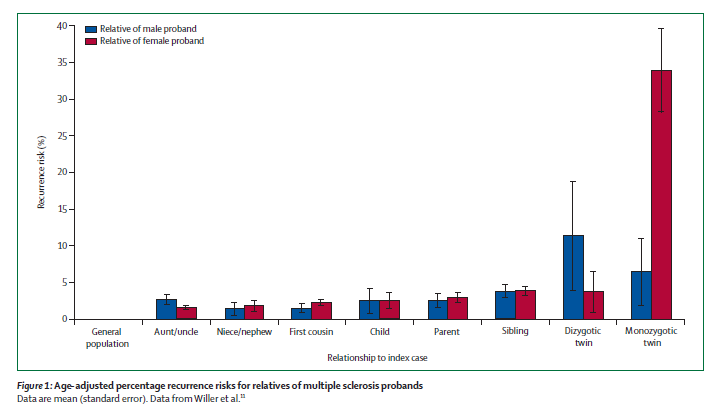 40
35
30
25
20
15
10
5
0
Recurrence risk (%)
Relative of male proband
Relative of female proband
General population
Aunt/uncle
Niece/nephew
First cousin
Child
Parent
Sibling
Dizygotic twin
Monozygotic twin
Relationship to index case
Figure 1: Age-adjusted percentage recurrence risks for relatives of multiple sclerosis probands
Data are mean (standard error). Data from Willer et al.¹¹